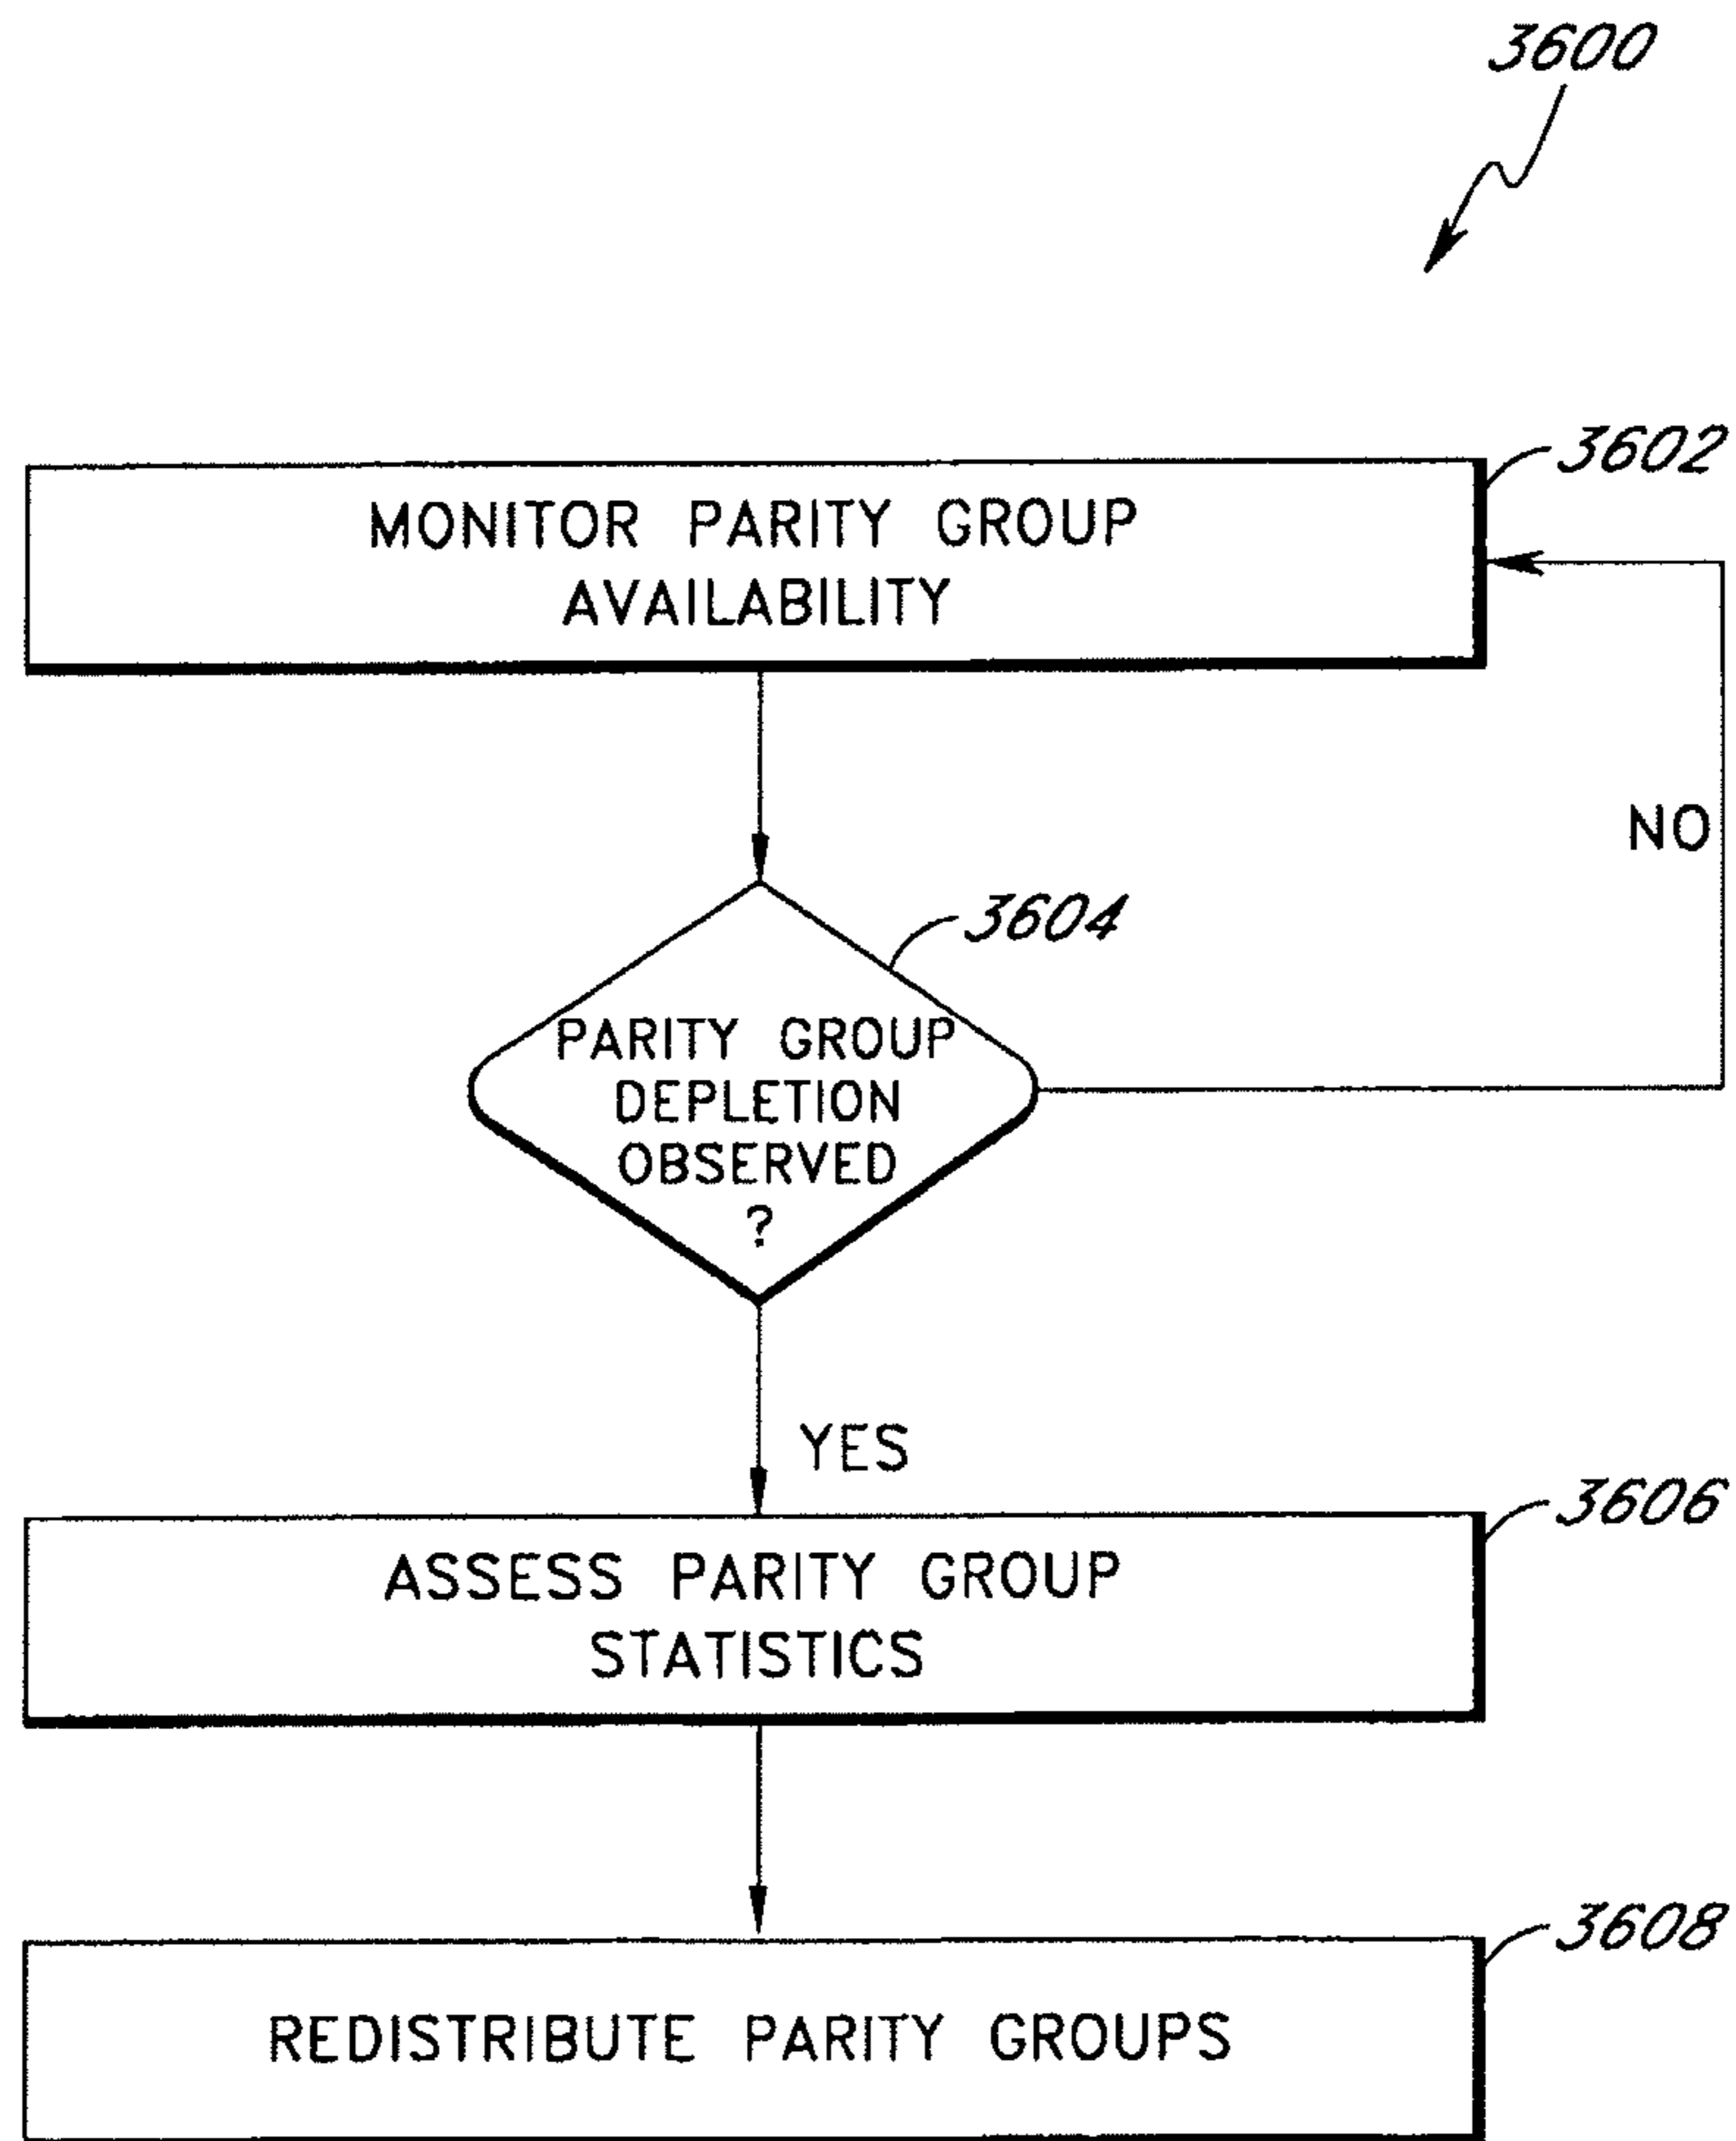 3600
3602
MONITOR PARITY GROUP
AVAILABILITY
NO
3604
PARITY GROUP
DEPLETION
OBSERVED
?
YES
3606
ASSESS PARITY GROUP
STATISTICS
3608
REDISTRIBUTE PARITY GROUPS